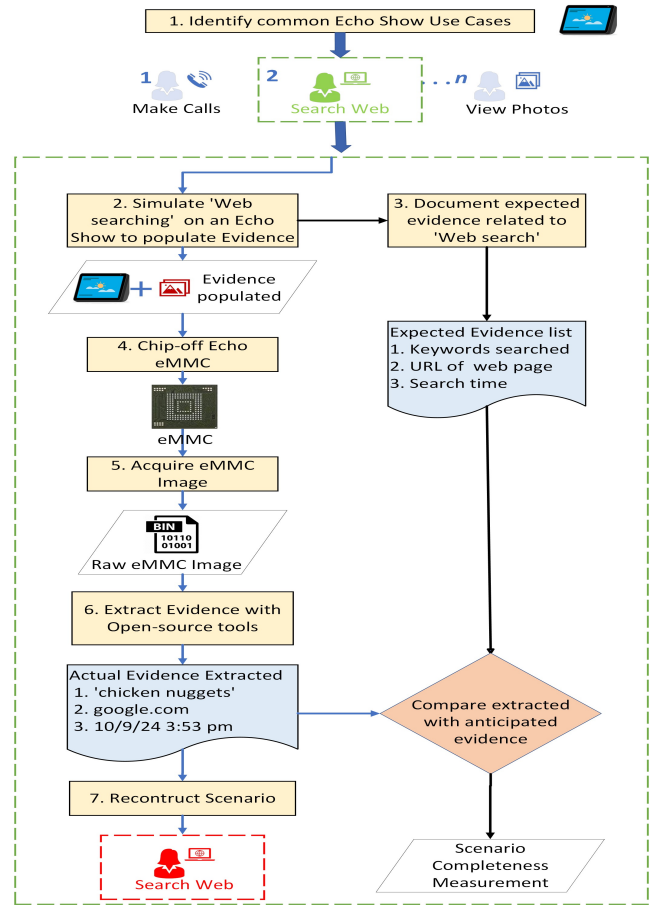 1. Identify common Echo Show Use Cases
1
Make Calls
2
Search Web
. . . n
View Photos
2. Simulate 'Web
searching' on an Echo
Show to populate Evidence
3. Document expected
evidence related to
'Web search'
Evidence
populated
Expected Evidence list
1. Keywords searched
2. URL of web page
3. Search time
4. Chip-off Echo
eMMC
eMMC
5. Acquire eMMC
Image
BIN
10110
01001
Raw eMMC Image
6. Extract Evidence with
Open-source tools
Actual Evidence Extracted
1. 'chicken nuggets'
2. google.com
3. 10/9/24 3:53 pm
Compare extracted
with anticipated
evidence
7. Recontruct Scenario
Search Web
Scenario
Completeness
Measurement